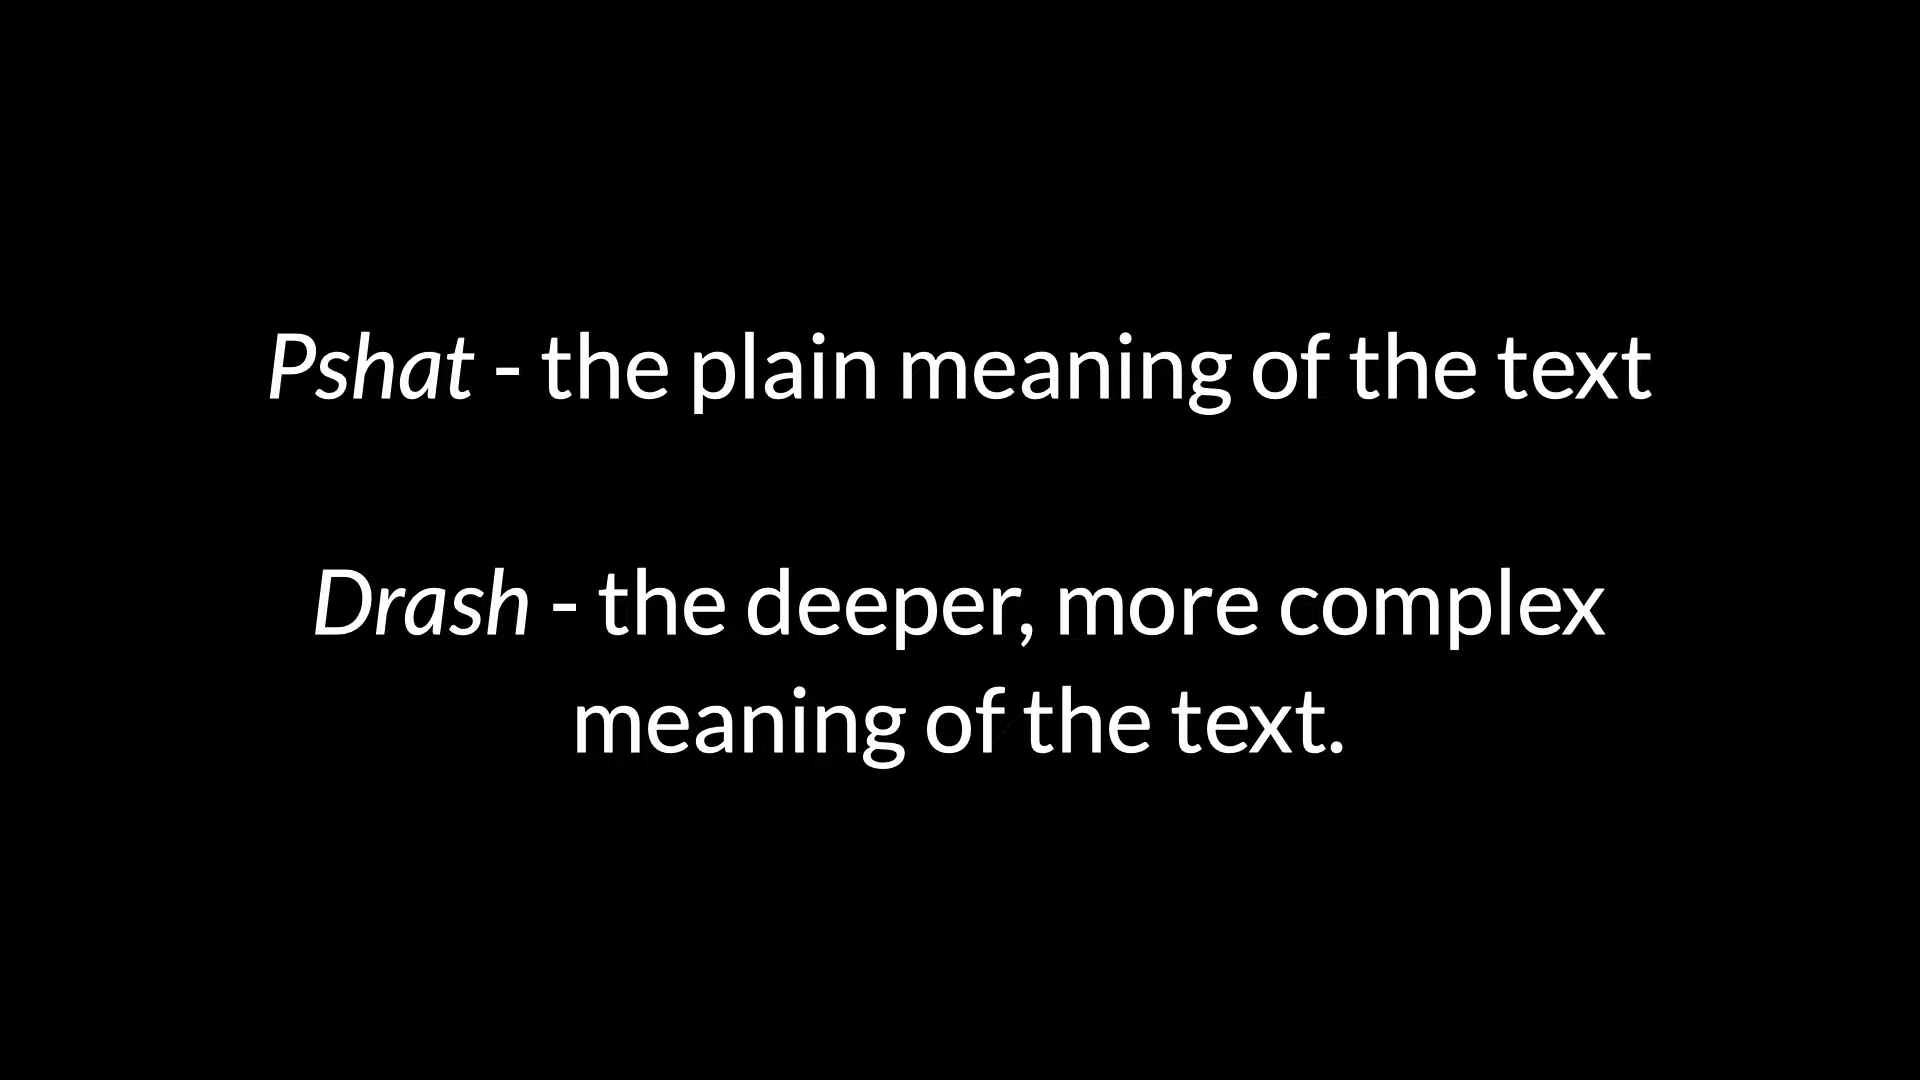 Pshat - the plain meaning of the text
Drash - the deeper, more complex
meaning of the text.